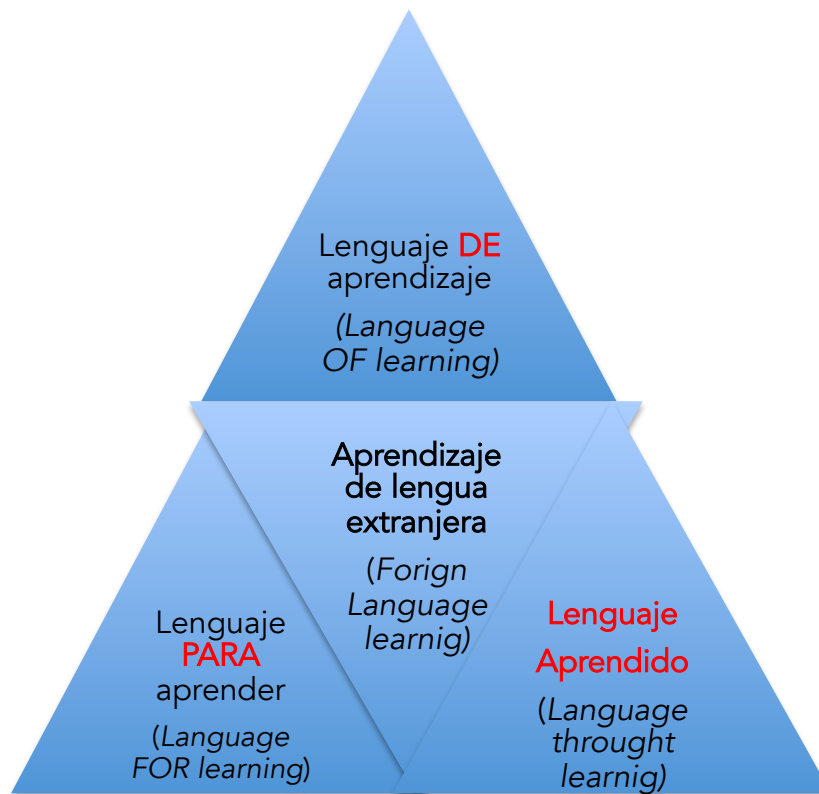 Lenguaje DE
aprendizaje
(Language
OF learning)
Aprendizaje
de lengua
extranjera
(Forign
Language
learnig)
Lenguaje
PARA
aprender
(Language
FOR learning)
Lenguaje
Aprendido
(Language
throught
learnig)